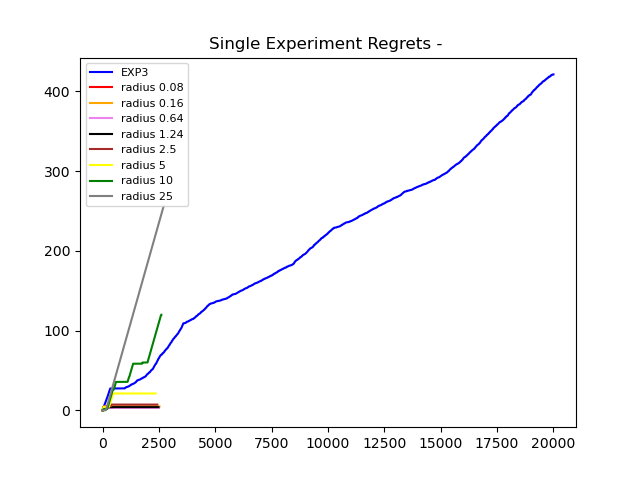 Single Experiment Regrets -
EXP3
radius 0.08
radius 0.16
radius 0.64
radius 1.24
radius 2.5
radius 5
radius 10
radius 25
400
300
200
100
0
0 2500 5000 7500 10000 12500 15000 17500 20000